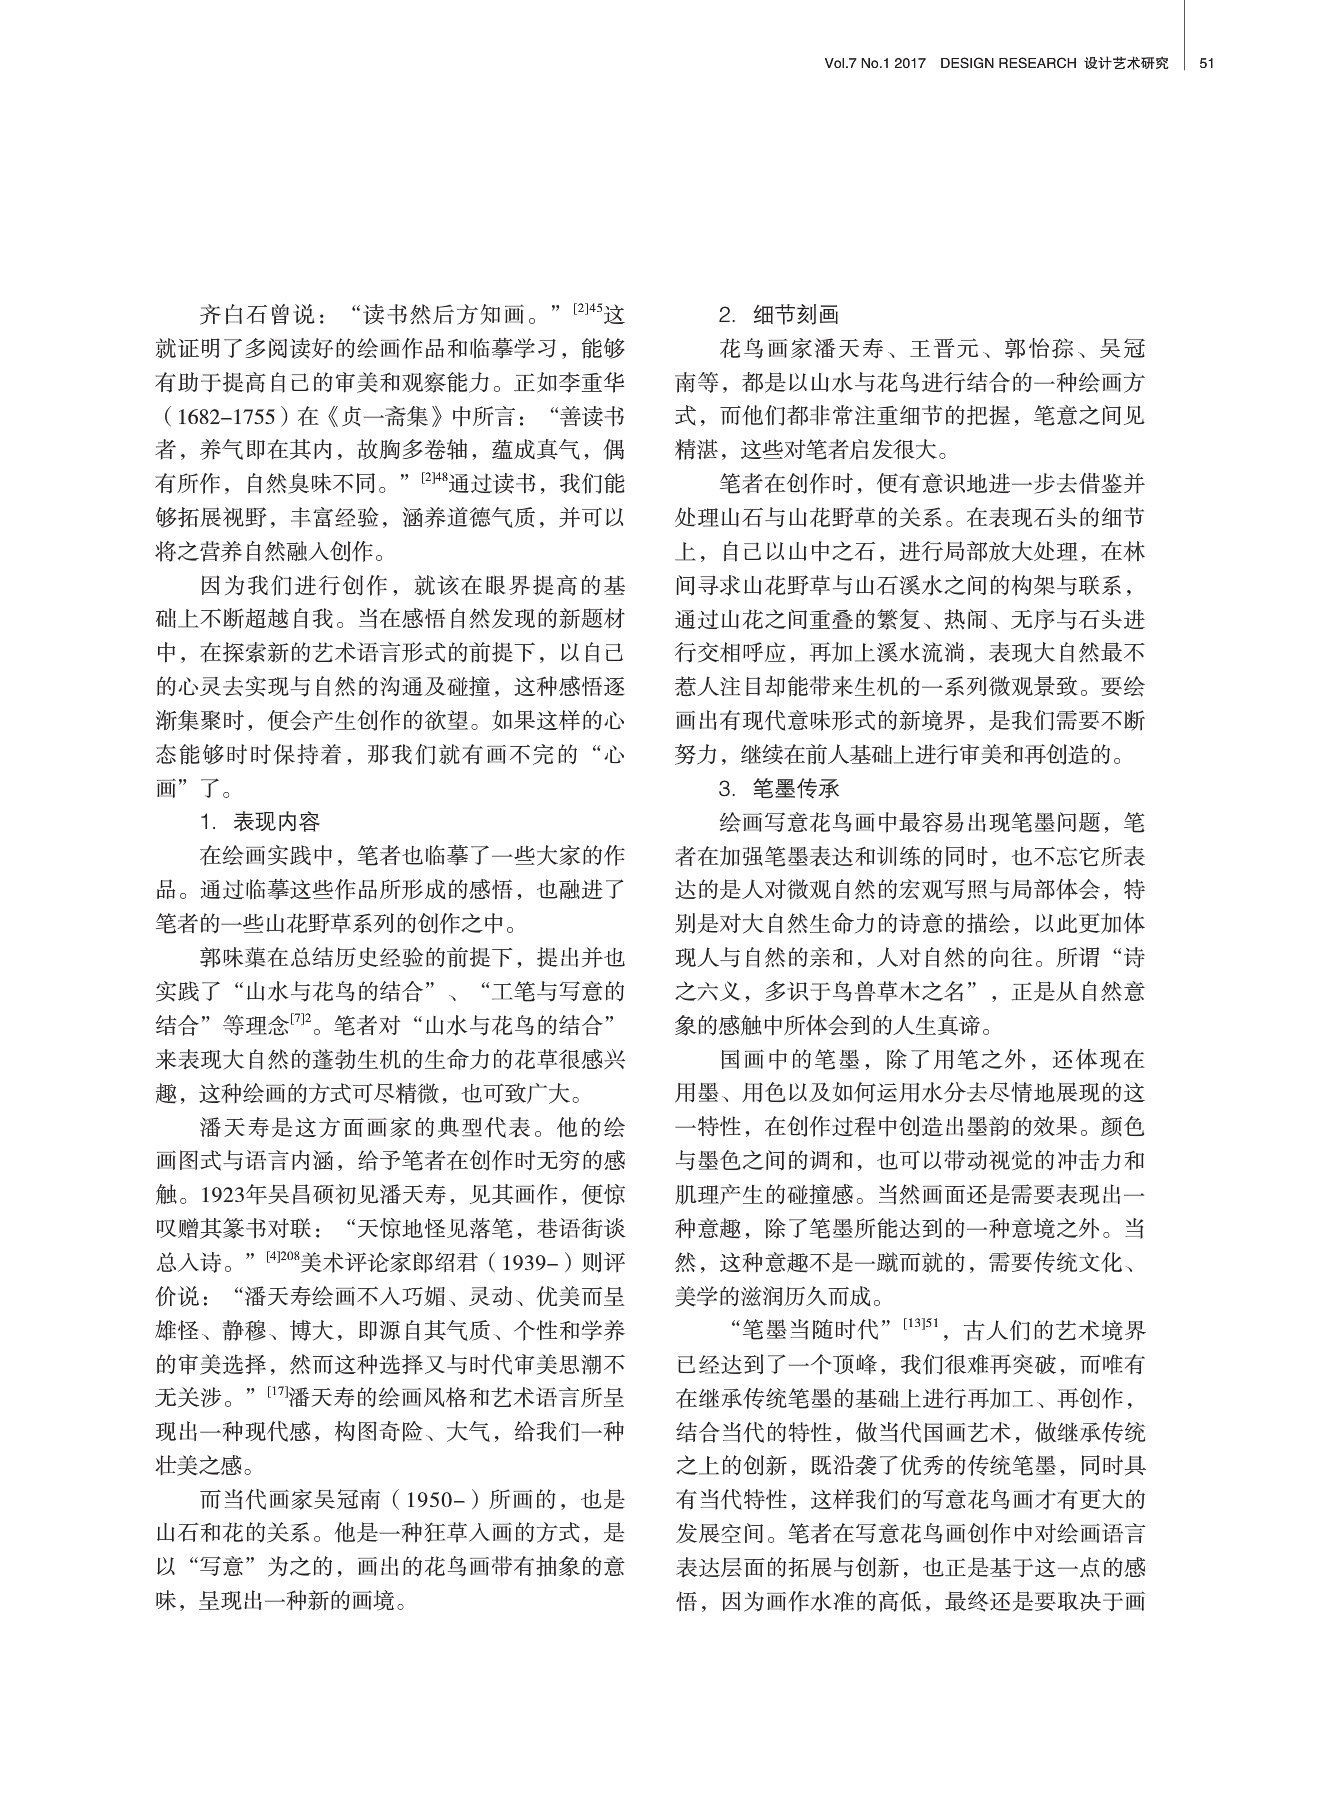 Vol.7 No.1 2017 DESIGN RESEARCH 设计艺术研究 51
齐白石曾说：“读书然后方知画。”[2]45这
就证明了多阅读好的绘画作品和临摹学习，能够
有助于提高自己的审美和观察能力。正如李重华
（1682–1755）在《贞一斋集》中所言：“善读书
者，养气即在其内，故胸多卷轴，蕴成真气，偶
有所作，自然臭味不同。”[2]48通过读书，我们能
够拓展视野，丰富经验，涵养道德气质，并可以
将之营养自然融入创作。
因为我们进行创作，就该在眼界提高的基
础上不断超越自我。当在感悟自然发现的新题材
中，在探索新的艺术语言形式的前提下，以自己
的心灵去实现与自然的沟通及碰撞，这种感悟逐
渐集聚时，便会产生创作的欲望。如果这样的心
态能够时时保持着，那我们就有画不完的“心
画”了。
1. 表现内容
在绘画实践中，笔者也临摹了一些大家的作
品。通过临摹这些作品所形成的感悟，也融进了
笔者的一些山花野草系列的创作之中。
郭味蕖在总结历史经验的前提下，提出并也
实践了“山水与花鸟的结合”、“工笔与写意的
结合”等理念[7]2。笔者对“山水与花鸟的结合”
来表现大自然的蓬勃生机的生命力的花草很感兴
趣，这种绘画的方式可尽精微，也可致广大。
潘天寿是这方面画家的典型代表。他的绘
画图式与语言内涵，给予笔者在创作时无穷的感
触。1923年吴昌硕初见潘天寿，见其画作，便惊
叹赠其篆书对联：“天惊地怪见落笔，巷语街谈
总入诗。”[4]208美术评论家郎绍君（1939–）则评
价说：“潘天寿绘画不入巧媚、灵动、优美而呈
雄怪、静穆、博大，即源自其气质、个性和学养
的审美选择，然而这种选择又与时代审美思潮不
无关涉。”[17]潘天寿的绘画风格和艺术语言所呈
现出一种现代感，构图奇险、大气，给我们一种
壮美之感。
而当代画家吴冠南（1950–）所画的，也是
山石和花的关系。他是一种狂草入画的方式，是
以“写意”为之的，画出的花鸟画带有抽象的意
味，呈现出一种新的画境。
2. 细节刻画
花鸟画家潘天寿、王晋元、郭怡孮、吴冠
南等，都是以山水与花鸟进行结合的一种绘画方
式，而他们都非常注重细节的把握，笔意之间见
精湛，这些对笔者启发很大。
笔者在创作时，便有意识地进一步去借鉴并
处理山石与山花野草的关系。在表现石头的细节
上，自己以山中之石，进行局部放大处理，在林
间寻求山花野草与山石溪水之间的构架与联系，
通过山花之间重叠的繁复、热闹、无序与石头进
行交相呼应，再加上溪水流淌，表现大自然最不
惹人注目却能带来生机的一系列微观景致。要绘
画出有现代意味形式的新境界，是我们需要不断
努力，继续在前人基础上进行审美和再创造的。
3. 笔墨传承
绘画写意花鸟画中最容易出现笔墨问题，笔
者在加强笔墨表达和训练的同时，也不忘它所表
达的是人对微观自然的宏观写照与局部体会，特
别是对大自然生命力的诗意的描绘，以此更加体
现人与自然的亲和，人对自然的向往。所谓“诗
之六义，多识于鸟兽草木之名”，正是从自然意
象的感触中所体会到的人生真谛。
国画中的笔墨，除了用笔之外，还体现在
用墨、用色以及如何运用水分去尽情地展现的这
一特性，在创作过程中创造出墨韵的效果。颜色
与墨色之间的调和，也可以带动视觉的冲击力和
肌理产生的碰撞感。当然画面还是需要表现出一
种意趣，除了笔墨所能达到的一种意境之外。当
然，这种意趣不是一蹴而就的，需要传统文化、
美学的滋润历久而成。
“笔墨当随时代”[13]51，古人们的艺术境界
已经达到了一个顶峰，我们很难再突破，而唯有
在继承传统笔墨的基础上进行再加工、再创作，
结合当代的特性，做当代国画艺术，做继承传统
之上的创新，既沿袭了优秀的传统笔墨，同时具
有当代特性，这样我们的写意花鸟画才有更大的
发展空间。笔者在写意花鸟画创作中对绘画语言
表达层面的拓展与创新，也正是基于这一点的感
悟，因为画作水准的高低，最终还是要取决于画